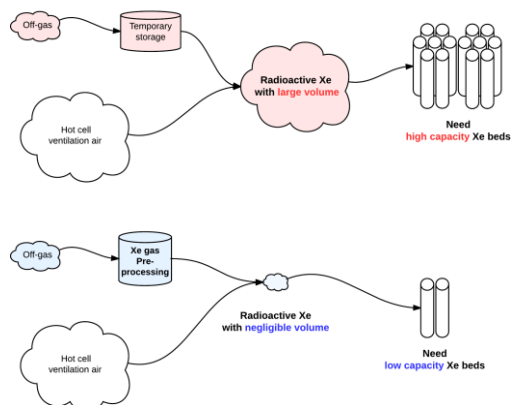 Off-gas
Temporary
storage
Radioactive Xe
with large volume
Hot cell
ventilation air
Need
high capacity Xe beds
Off-gas
Xe gas
Pre-
processing
Radioactive Xe
with negligible volume
Hot cell
ventilation air
Need
low capacity Xe beds